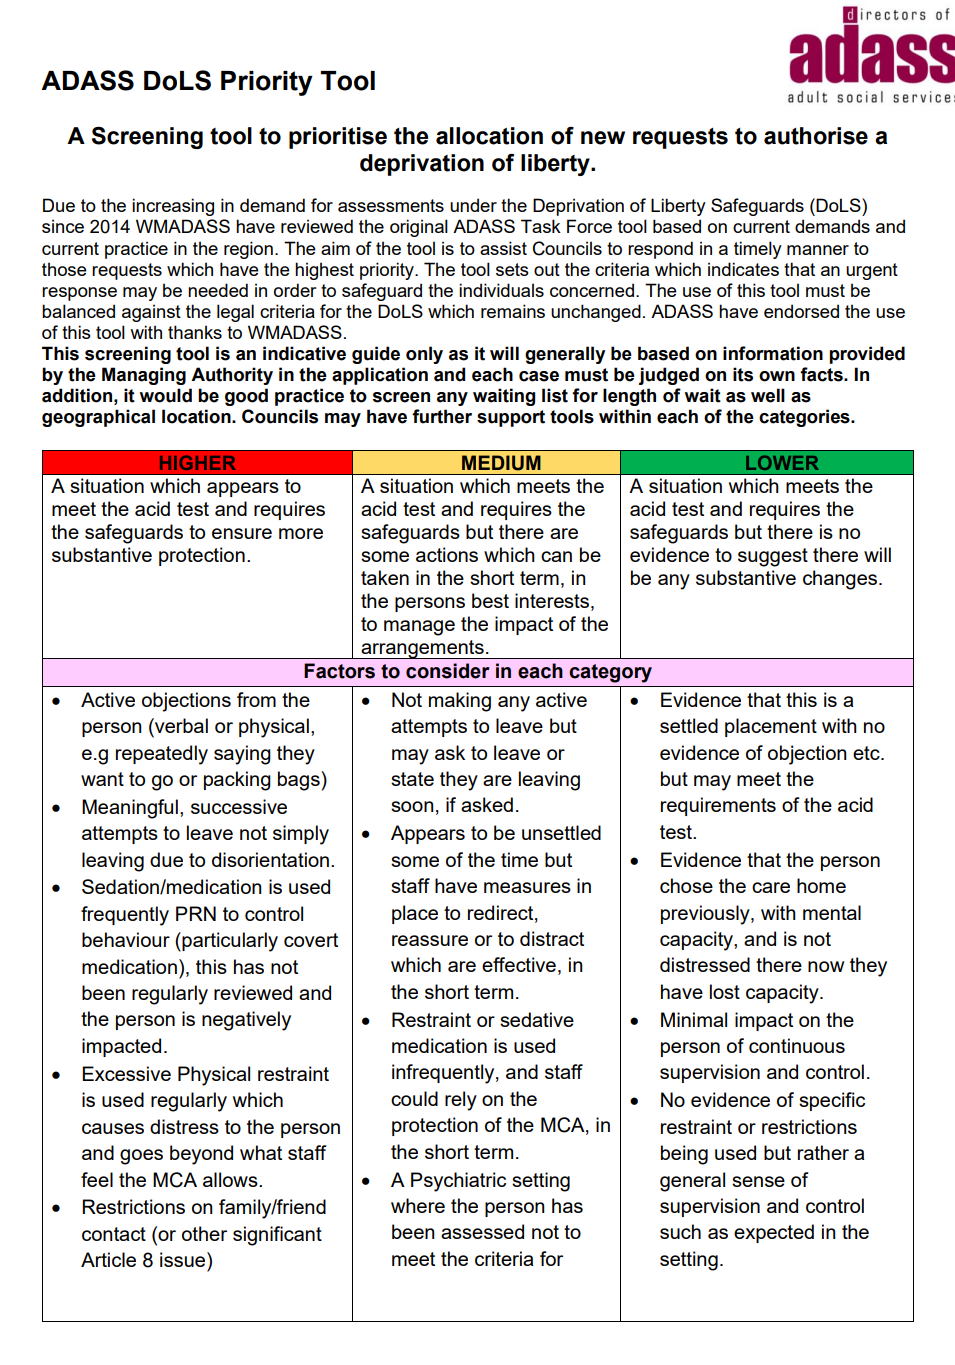 directors of
adass
adult social services
ADASS DoLS Priority Tool
A Screening tool to prioritise the allocation of new requests to authorise a
deprivation of liberty.
Due to the increasing in demand for assessments under the Deprivation of Liberty Safeguards (DoLS)
since 2014 WMADASS have reviewed the original ADASS Task Force tool based on current demands and
current practice in the region. The aim of the tool is to assist Councils to respond in a timely manner to
those requests which have the highest priority. The tool sets out the criteria which indicates that an urgent
response may be needed in order to safeguard the individuals concerned. The use of this tool must be
balanced against the legal criteria for the DoLS which remains unchanged. ADASS have endorsed the use
of this tool with thanks to WMADASS.
This screening tool is an indicative guide only as it will generally be based on information provided
by the Managing Authority in the application and each case must be judged on its own facts. In
addition, it would be good practice to screen any waiting list for length of wait as well as
geographical location. Councils may have further support tools within each of the categories.
HIGHER
A situation which appears to
meet the acid test and requires
the safeguards to ensure more
substantive protection.
MEDIUM
A situation which meets the
acid test and requires the
safeguards but there are
some actions which can be
taken in the short term, in
the persons best interests,
to manage the impact of the
arrangements.
LOWER
A situation which meets the
acid test and requires the
safeguards but there is no
evidence to suggest there will
be any substantive changes.
Factors to consider in each category
• Active objections from the
person (verbal or physical,
e.g repeatedly saying they
want to go or packing bags)
• Meaningful, successive
attempts to leave not simply
leaving due to disorientation.
• Sedation/medication is used
frequently PRN to control
behaviour (particularly covert
medication), this has not
been regularly reviewed and
the person is negatively
impacted.
• Excessive Physical restraint
is used regularly which
causes distress to the person
and goes beyond what staff
feel the MCA allows.
• Restrictions on family/friend
contact (or other significant
Article 8 issue)
• Not making any active
attempts to leave but
may ask to leave or
state they are leaving
soon, if asked.
• Appears to be unsettled
some of the time but
staff have measures in
place to redirect,
reassure or to distract
which are effective, in
the short term.
• Restraint or sedative
medication is used
infrequently, and staff
could rely on the
protection of the MCA, in
the short term.
• A Psychiatric setting
where the person has
been assessed not to
meet the criteria for
• Evidence that this is a
settled placement with no
evidence of objection etc.
but may meet the
requirements of the acid
test.
• Evidence that the person
chose the care home
previously, with mental
capacity, and is not
distressed there now they
have lost capacity.
• Minimal impact on the
person of continuous
supervision and control.
• No evidence of specific
restraint or restrictions
being used but rather a
general sense of
supervision and control
such as expected in the
setting.